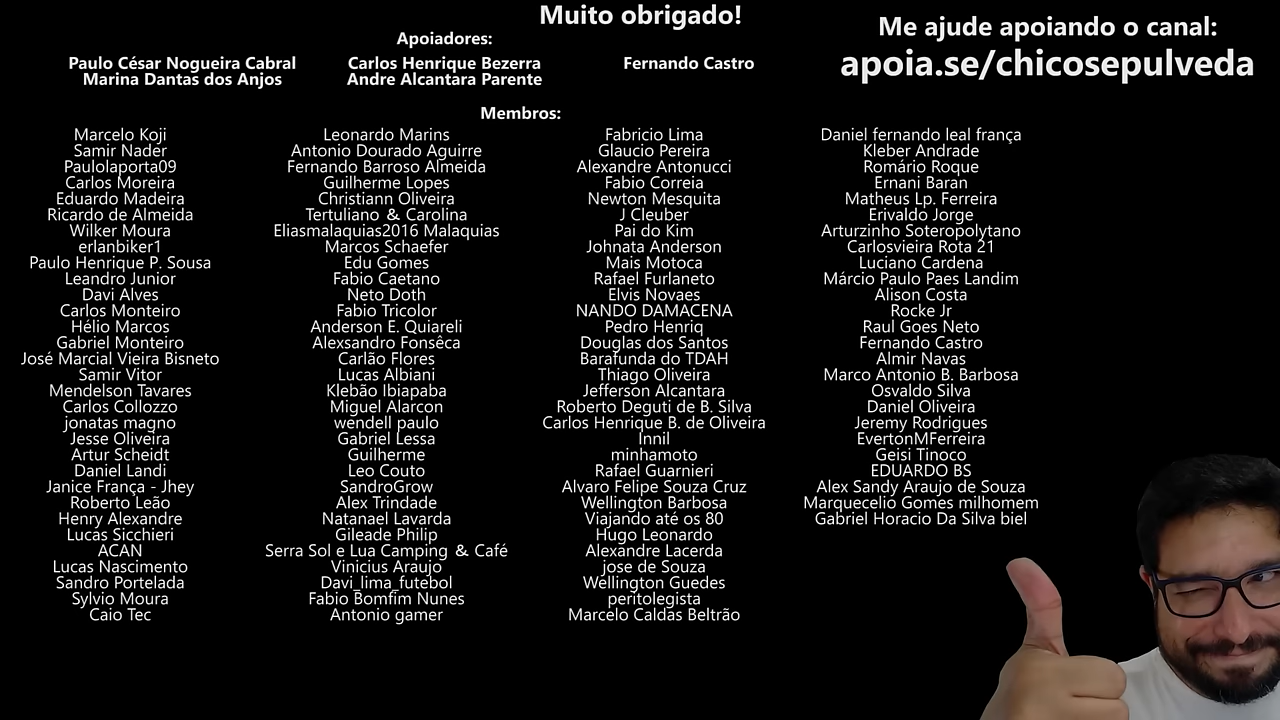 Muito obrigado!
Me ajude apoiando o canal:
apoia.se/chicosepulveda
Apoiadores:
Paulo César Nogueira Cabral
Marina Dantas dos Anjos
Carlos Henrique Bezerra
Andre Alcantara Parente
Fernando Castro
Membros:
Marcelo Koji
Samir Nader
Paulolaporta09
Carlos Moreira
Eduardo Madeira
Ricardo de Almeida
Wilker Moura
erlanbiker1
Paulo Henrique P. Sousa
Leandro Junior
Davi Alves
Carlos Monteiro
Hélio Marcos
Gabriel Monteiro
José Marcial Vieira Bisneto
Samir Vitor
Mendelson Tavares
Carlos Collozzo
jonatas magno
Jesse Oliveira
Artur Scheidt
Daniel Landi
Janice França - Jhey
Roberto Leão
Henry Alexandre
Lucas Sicchieri
ACAN
Lucas Nascimento
Sandro Portelada
Sylvio Moura
Caio Tec
Leonardo Marins
Antonio Dourado Aguirre
Fernando Barroso Almeida
Guilherme Lopes
Christiann Oliveira
Tertuliano & Carolina
Eliasmalaquias2016 Malaquias
Marcos Schaefer
Edu Gomes
Fabio Caetano
Neto Doth
Fabio Tricolor
Anderson E. Quiareli
Alexsandro Fonsêca
Carlão Flores
Lucas Albiani
Klebão Ibiapaba
Miguel Alarcon
wendell paulo
Gabriel Lessa
Guilherme
Leo Couto
SandroGrow
Alex Trindade
Natanael Lavarda
Gileade Philip
Serra Sol e Lua Camping & Café
Vinicius Araujo
Davi_lima_futebol
Fabio Bomfim Nunes
Antonio gamer
Fabricio Lima
Glaucio Pereira
Alexandre Antonucci
Fabio Correia
Newton Mesquita
J Cleuber
Pai do Kim
Johnata Anderson
Mais Motoca
Rafael Furlaneto
Elvis Novaes
NANDO DAMACENA
Pedro Henriq
Douglas dos Santos
Barafunda do TDAH
Thiago Oliveira
Jefferson Alcantara
Roberto Deguti de B. Silva
Carlos Henrique B. de Oliveira
Innil
minhamoto
Rafael Guarnieri
Alvaro Felipe Souza Cruz
Wellington Barbosa
Viajando até os 80
Hugo Leonardo
Alexandre Lacerda
jose de Souza
Wellington Guedes
peritolegista
Marcelo Caldas Beltrão
Daniel fernando leal frança
Kleber Andrade
Romário Roque
Ernani Baran
Matheus Lp. Ferreira
Erivaldo Jorge
Arturzinho Soteropolytano
Carlosvieira Rota 21
Luciano Cardena
Márcio Paulo Paes Landim
Alison Costa
Rocke Jr
Raul Goes Neto
Fernando Castro
Almir Navas
Marco Antonio B. Barbosa
Osvaldo Silva
Daniel Oliveira
Jeremy Rodrigues
EvertonMFerreira
Geisi Tinoco
EDUARDO BS
Alex Sandy Araujo de Souza
Marquecelio Gomes milhomem
Gabriel Horacio Da Silva biel